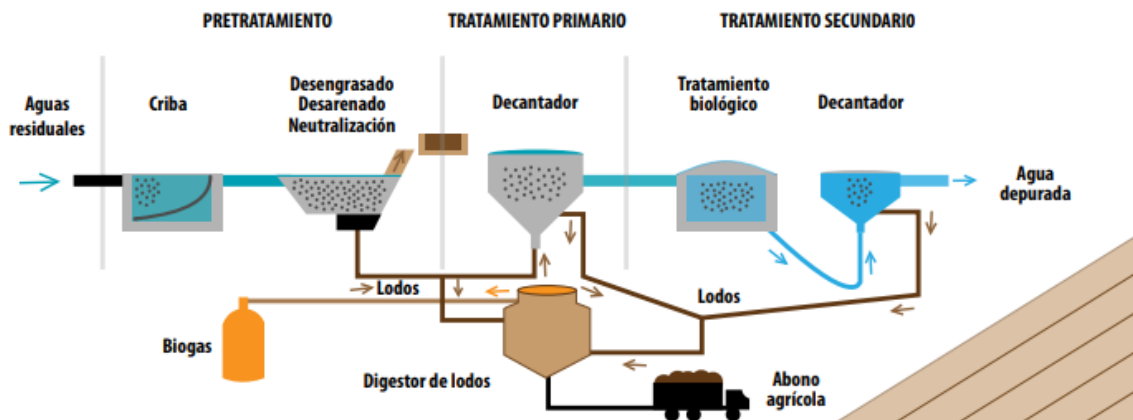 PRETRATAMIENTO
TRATAMIENTO PRIMARIO
TRATAMIENTO SECUNDARIO
Aguas
residuales
Criba
Desengrasado
Desarenado
Neutralización
Decantador
Tratamiento
biológico
Decantador
Agua
depurada
Lodos
Lodos
Biogas
Digestor de lodos
Abono
agrícola